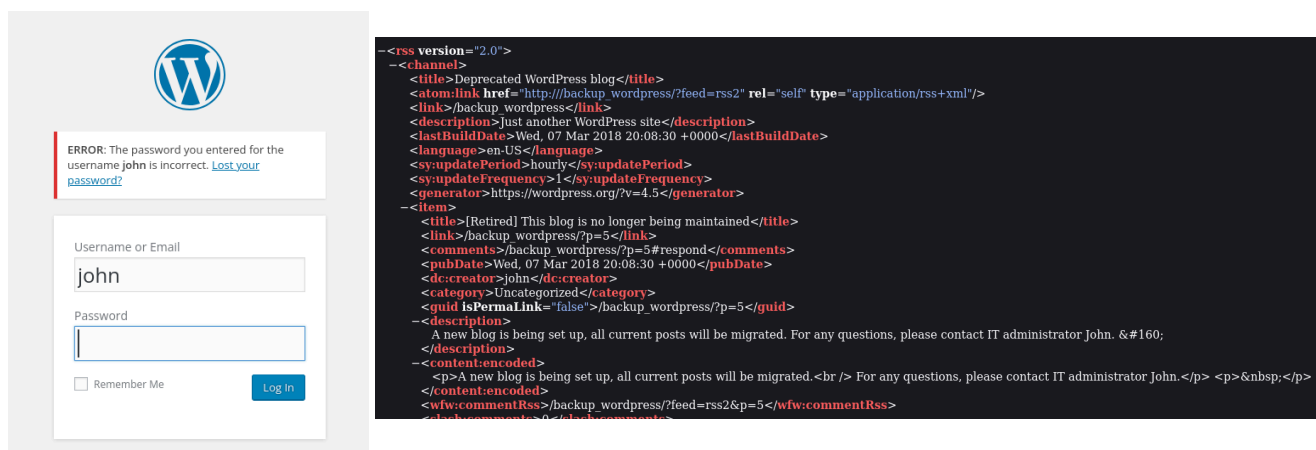 ERROR: The password you entered for the
username john is incorrect. Lost your
password?
Username or Email
john
Password
Remember Me
Log In
−<rss version="2.0">
−<channel>
<title>Deprecated WordPress blog</title>
<atom:link href="http:///backup_wordpress/?feed=rss2" rel="self" type="application/rss+xml"/>
<link>/backup_wordpress</link>
<description>Just another WordPress site</description>
<lastBuildDate>Wed, 07 Mar 2018 20:08:30 +0000</lastBuildDate>
<language>en-US</language>
<sy:updatePeriod>hourly</sy:updatePeriod>
<sy:updateFrequency>1</sy:updateFrequency>
<generator>https://wordpress.org/?v=4.5</generator>
−<item>
<title>[Retired] This blog is no longer being maintained</title>
<link>/backup_wordpress/?p=5</link>
<comments>/backup_wordpress/?p=5#respond</comments>
<pubDate>Wed, 07 Mar 2018 20:08:30 +0000</pubDate>
<dc:creator>john</dc:creator>
<category>Uncategorized</category>
<guid isPermaLink="false">/backup_wordpress/?p=5</guid>
−<description>
A new blog is being set up, all current posts will be migrated. For any questions, please contact IT administrator John. &#160;
</description>
−<content:encoded>
<p>A new blog is being set up, all current posts will be migrated.<br /> For any questions, please contact IT administrator John.</p> <p>&nbsp;</p>
</content:encoded>
<wfw:commentRss>/backup_wordpress/?feed=rss2&p=5</wfw:commentRss>
<slash:comments>0</slash:comments>